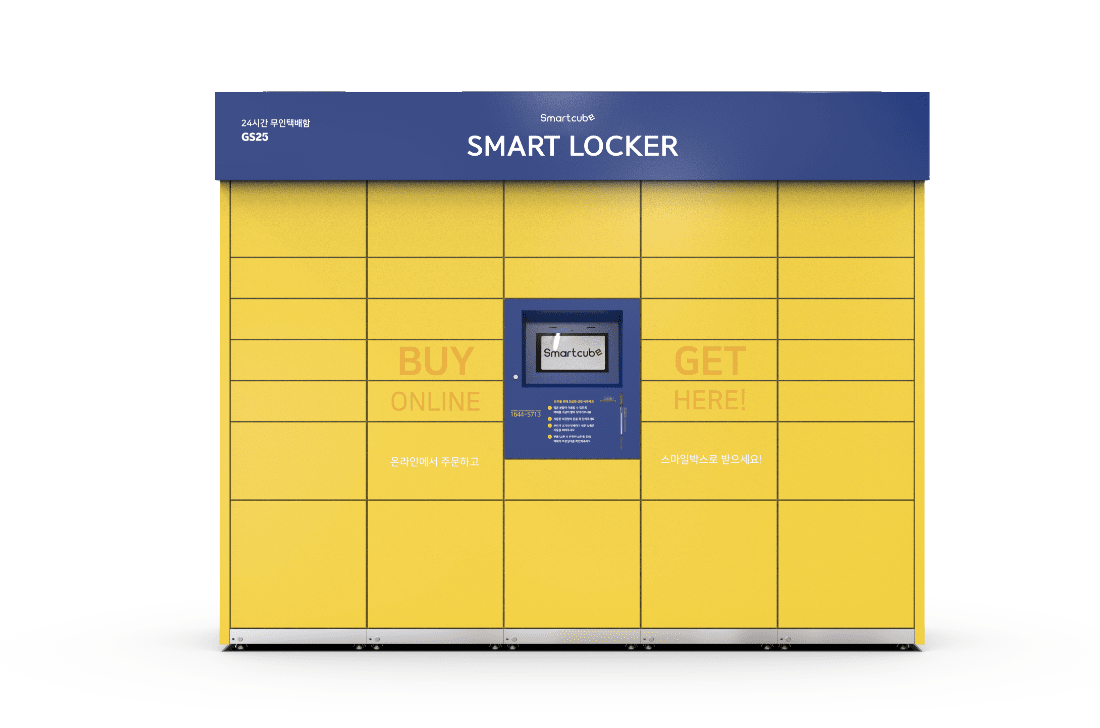 24시간 무인택배함
GS25
Smartcube
SMART LOCKER
Smartcube
BUY
ONLINE
온라인에서 주문하고
1644-5713
GET
HERE!
스마일박스로 받으세요!